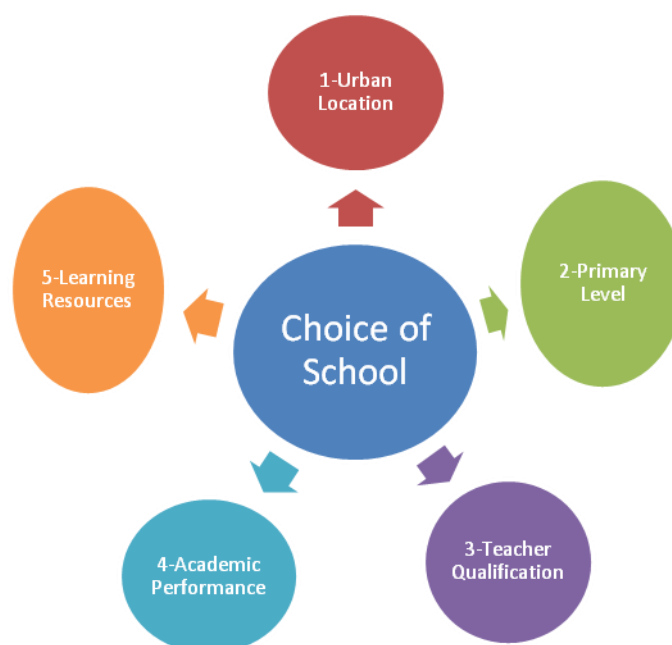 1-Urban
Location
2-Primary
Level
3-Teacher
Qualification
4-Academic
Performance
5-Learning
Resources
Choice of
School